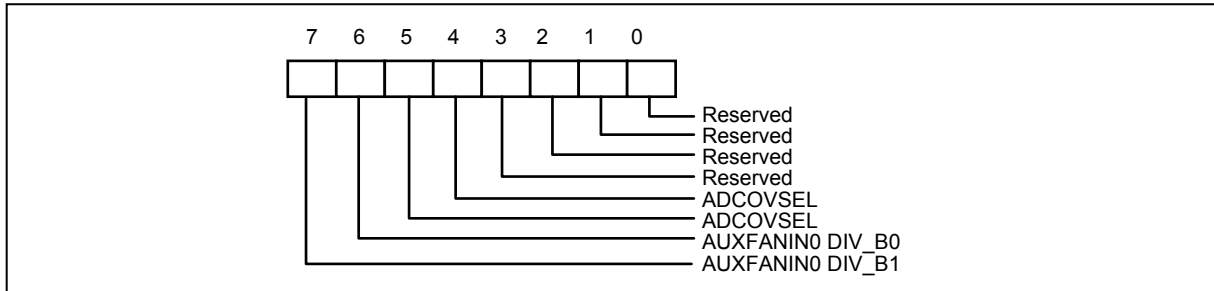 7 6 5 4 3 2 1 0
Reserved
Reserved
Reserved
Reserved
ADCOVSEL
ADCOVSEL
AUXFANIN0 DIV_B0
AUXFANIN0 DIV_B1